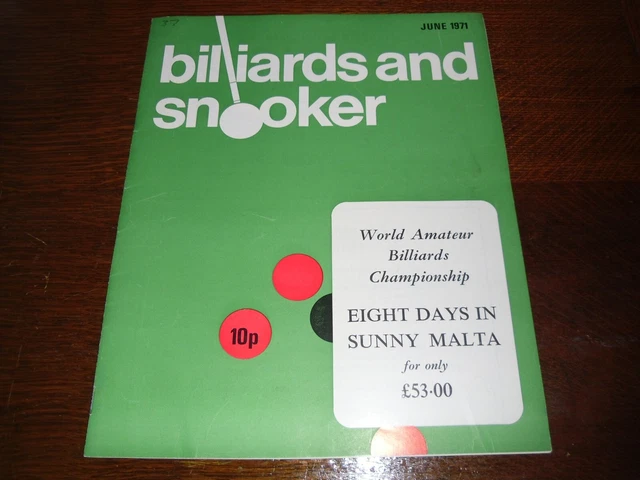 JUNE 1971
billiards and
snooker
World Amateur
Billiards
Championship
EIGHT DAYS IN
SUNNY MALTA
for only
£53·00
10p